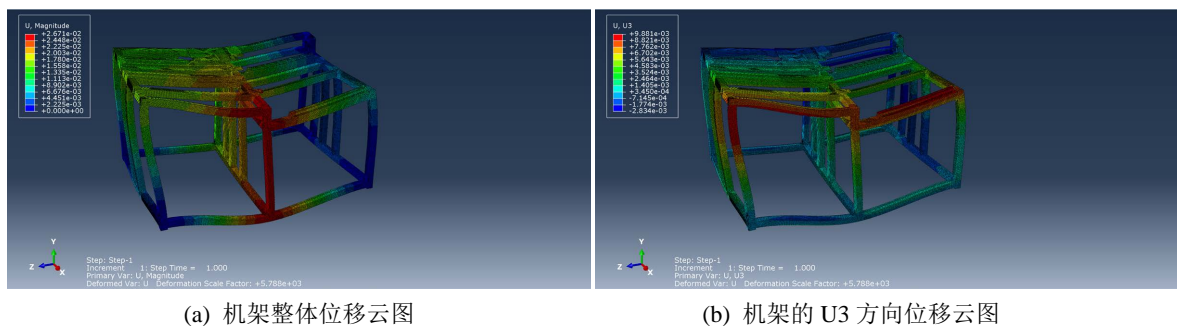 U, Magnitude
+2.671e-02
+2.448e-02
+2.225e-02
+2.003e-02
+1.780e-02
+1.558e-02
+1.335e-02
+1.113e-02
+8.902e-03
+6.676e-03
+4.451e-03
+2.225e-03
+0.000e+00
Y
Z
X
Step: Step-1
Increment 1: Step Time = 1.000
Primary Var: U, Magnitude
Deformed Var: U Deformation Scale Factor: +5.788e+03
(a) 机架整体位移云图
U, U3
+9.881e-03
+8.821e-03
+7.762e-03
+6.702e-03
+5.643e-03
+4.583e-03
+3.524e-03
+2.464e-03
+1.405e-03
+3.450e-04
-7.145e-04
-1.774e-03
-2.834e-03
Y
Z
X
Step: Step-1
Increment 1: Step Time = 1.000
Primary Var: U, U3
Deformed Var: U Deformation Scale Factor: +5.788e+03
(b) 机架的 U3 方向位移云图